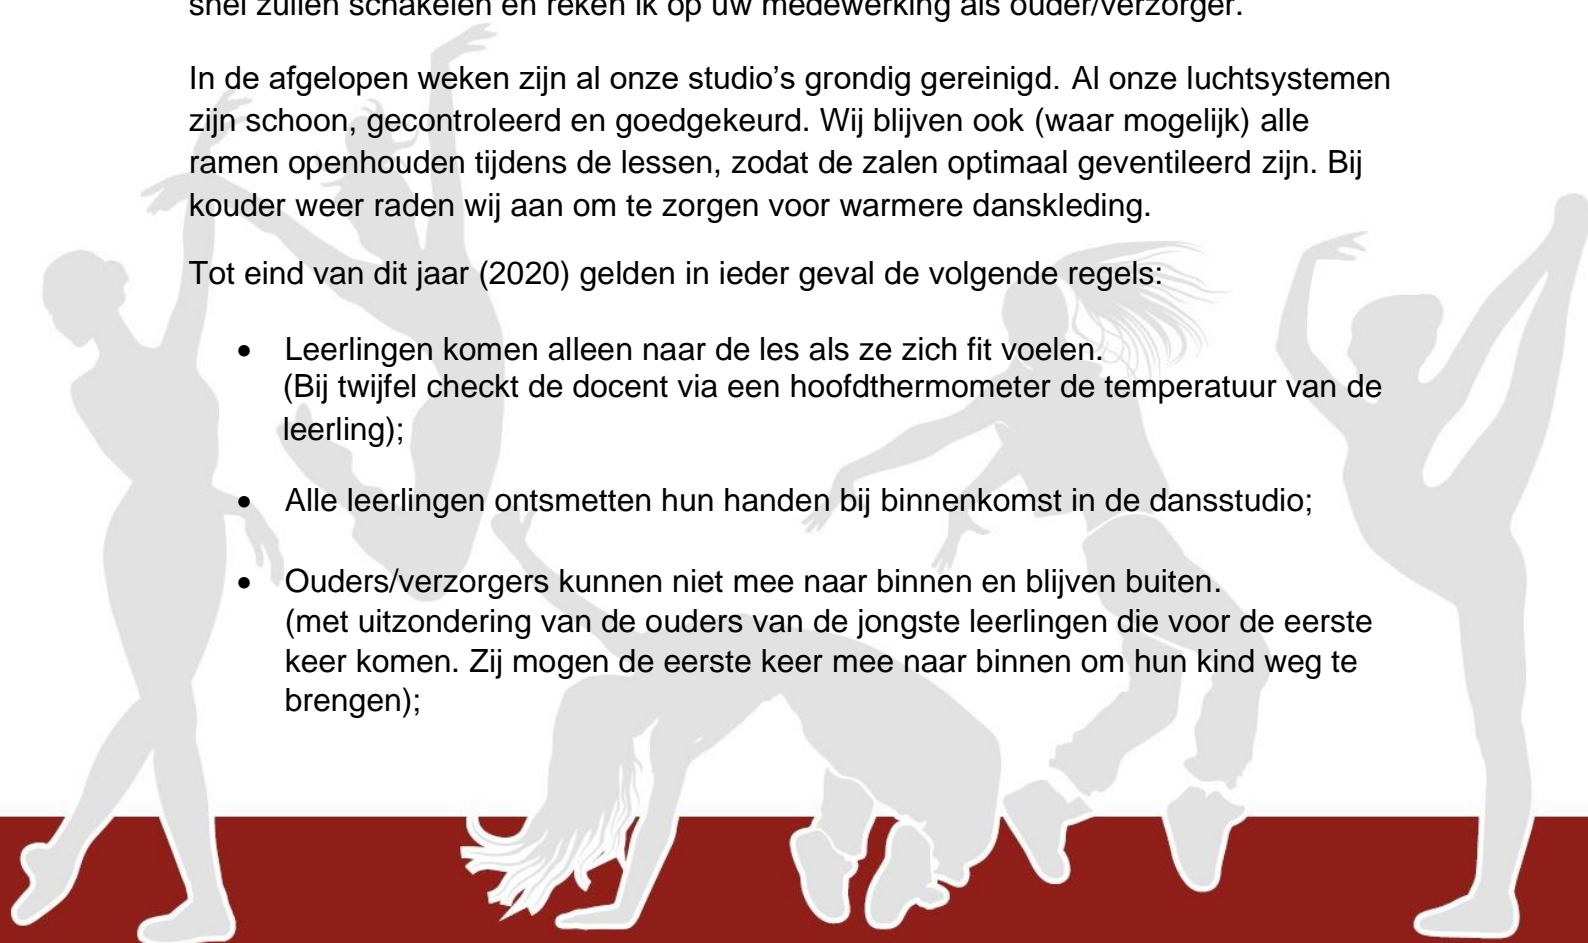 snel zullen schakelen en reken ik op uw medewerking als ouder/verzorger.
In de afgelopen weken zijn al onze studio's grondig gereinigd. Al onze luchtsystemen
zijn schoon, gecontroleerd en goedgekeurd. Wij blijven ook (waar mogelijk) alle
ramen openhouden tijdens de lessen, zodat de zalen optimaal geventileerd zijn. Bij
kouder weer raden wij aan om te zorgen voor warmere danskleding.
Tot eind van dit jaar (2020) gelden in ieder geval de volgende regels:
• Leerlingen komen alleen naar de les als ze zich fit voelen.
(Bij twijfel checkt de docent via een hoofdthermometer de temperatuur van de
leerling);
• Alle leerlingen ontsmetten hun handen bij binnenkomst in de dansstudio;
• Ouders/verzorgers kunnen niet mee naar binnen en blijven buiten.
(met uitzondering van de ouders van de jongste leerlingen die voor de eerste
keer komen. Zij mogen de eerste keer mee naar binnen om hun kind weg te
brengen);